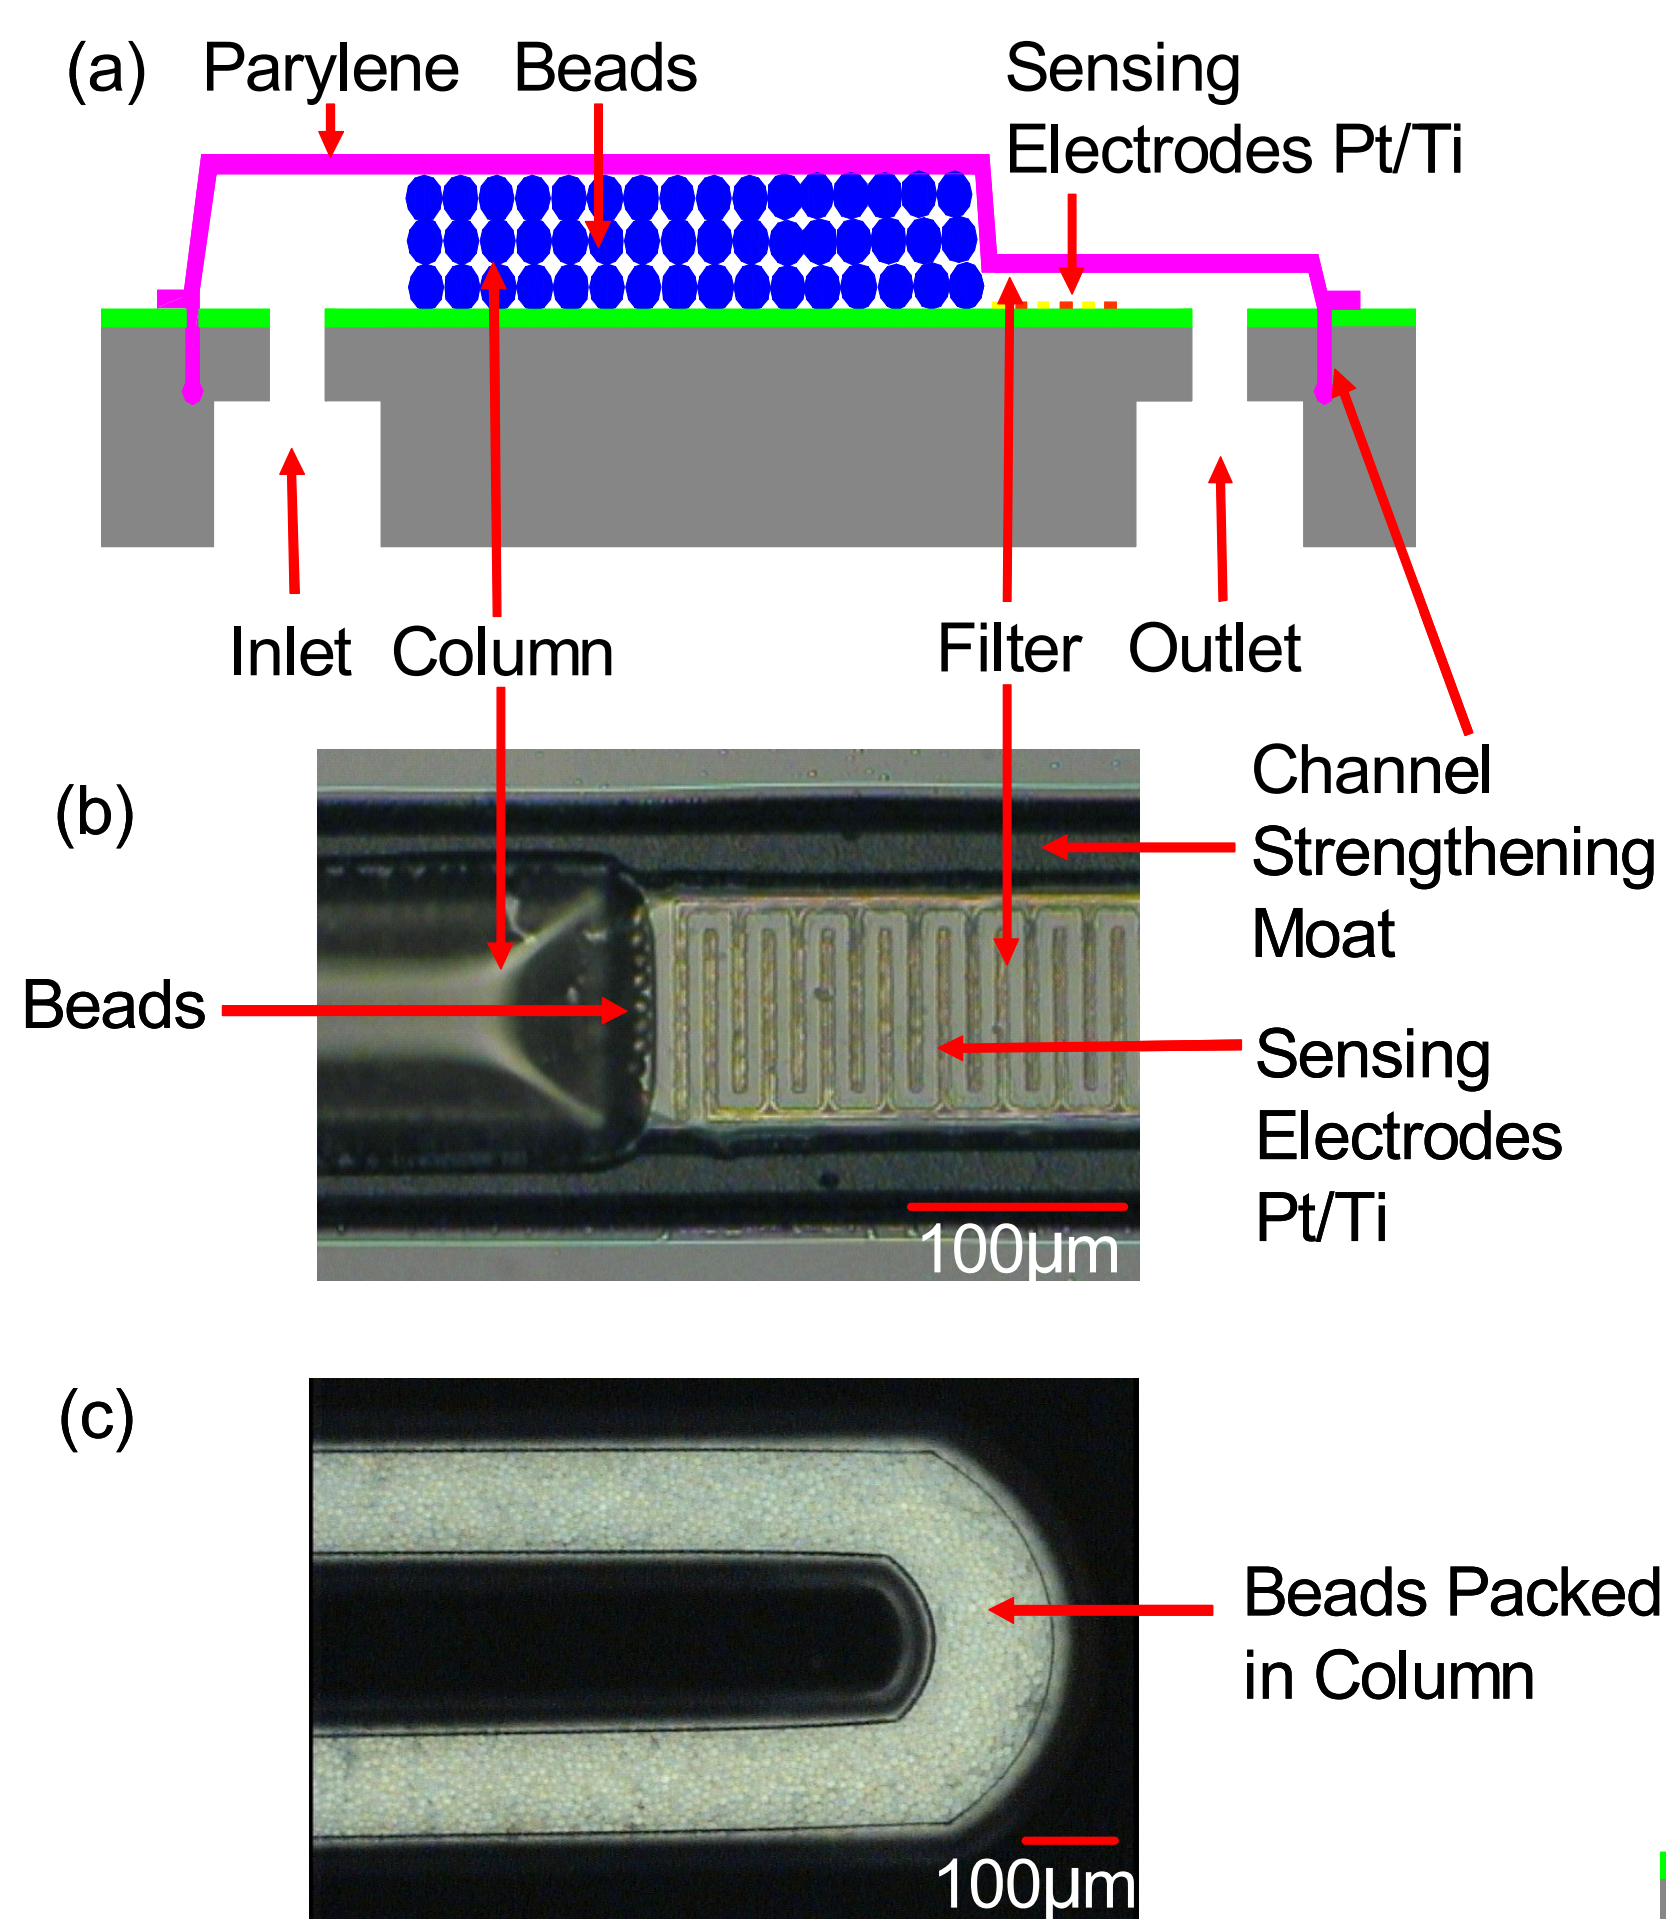 (a) Parylene Beads Sensing
Electrodes Pt/Ti
Inlet Column Filter Outlet
(b)
Channel
Strengthening
Moat
Beads
Sensing
Electrodes
Pt/Ti
100µm
(c)
Beads Packed
in Column
100µm